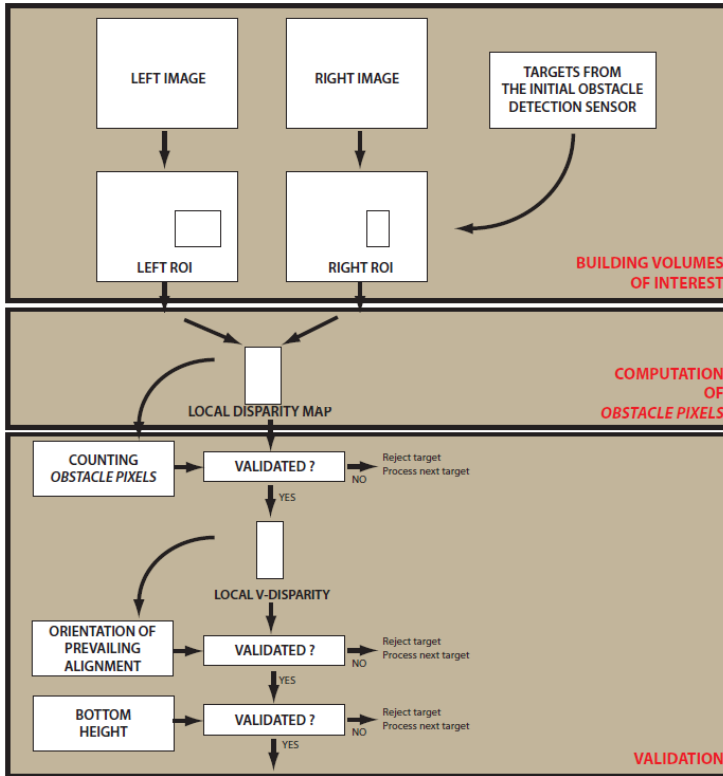 LEFT IMAGE
RIGHT IMAGE
TARGETS FROM
THE INITIAL OBSTACLE
DETECTION SENSOR
LEFT ROI
RIGHT ROI
BUILDING VOLUMES
OF INTEREST
COMPUTATION
OF
OBSTACLE PIXELS
LOCAL DISPARITY MAP
COUNTING
OBSTACLE PIXELS
VALIDATED ?
NO
Reject target
Process next target
YES
LOCAL V-DISPARITY
ORIENTATION OF
PREVAILING
ALIGNMENT
VALIDATED ?
NO
Reject target
Process next target
YES
BOTTOM
HEIGHT
VALIDATED ?
NO
Reject target
Process next target
YES
VALIDATION